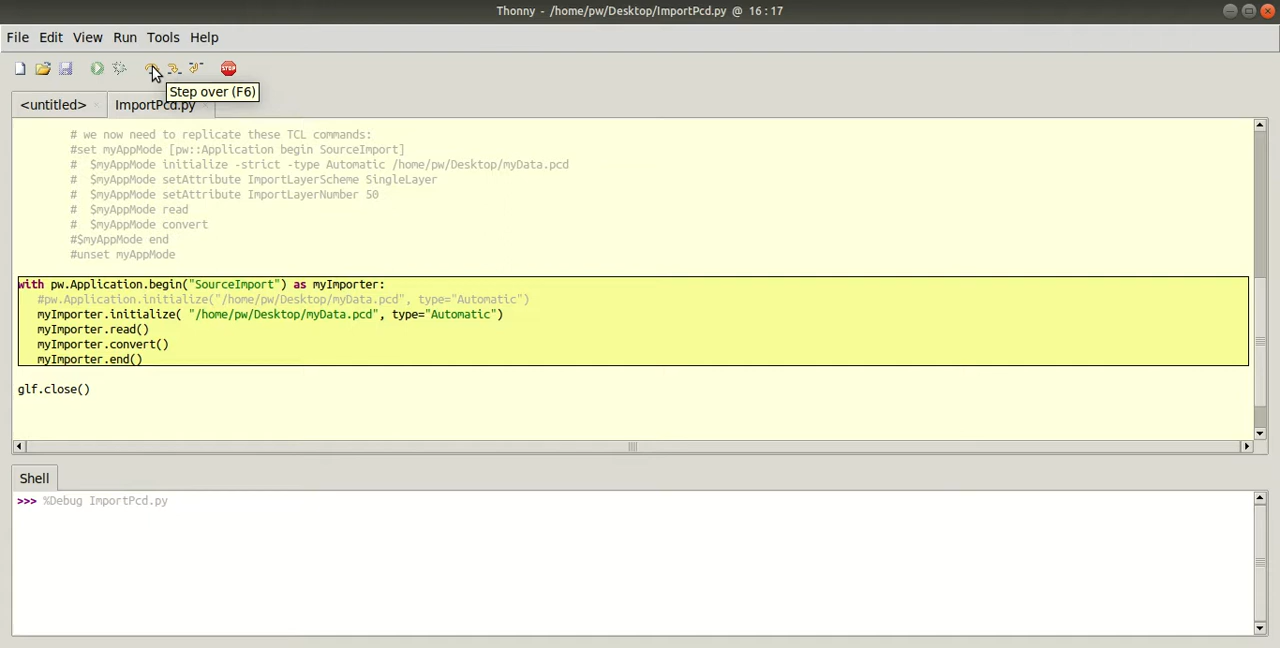 Thonny - /home/pw/Desktop/ImportPcd.py @ 16 : 17
File Edit View Run Tools Help
STOP
Step over (F6)
<untitled> × ImportPcd.py ×
# we now need to replicate these TCL commands:
#set myAppMode [pw::Application begin SourceImport]
#  $myAppMode initialize -strict -type Automatic /home/pw/Desktop/myData.pcd
#  $myAppMode setAttribute ImportLayerScheme SingleLayer
#  $myAppMode setAttribute ImportLayerNumber 50
#  $myAppMode read
#  $myAppMode convert
#$myAppMode end
#unset myAppMode
with pw.Application.begin("SourceImport") as myImporter:
#pw.Application.initialize("/home/pw/Desktop/myData.pcd", type="Automatic")
myImporter.initialize( "/home/pw/Desktop/myData.pcd", type="Automatic")
myImporter.read()
myImporter.convert()
myImporter.end()
glf.close()
Shell
>>> %Debug ImportPcd.py